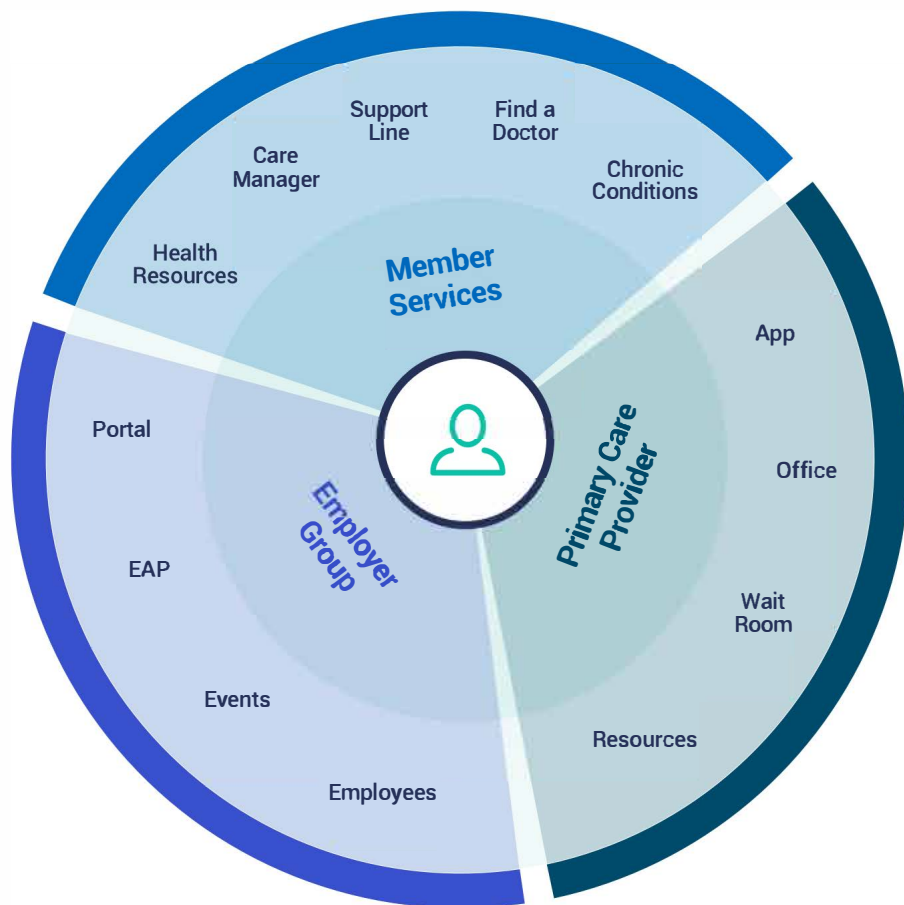 Support
Line
Find a
Doctor
Care
Manager
Chronic
Conditions
Health
Resources
Member
Services
App
Office
Wait
Room
Resources
Primary Care
Provider
Portal
EAP
Events
Employees
Employer
Group